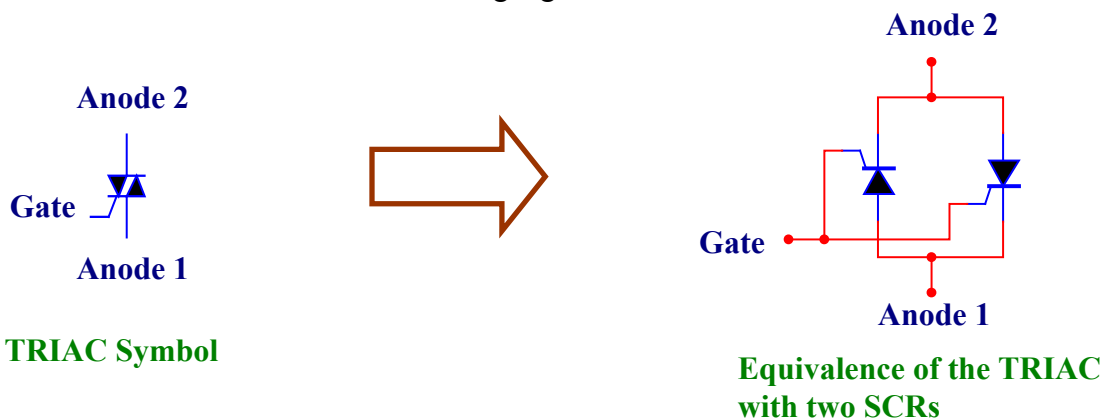 Anode 2
Anode 2
Gate
Gate
Anode 1
Anode 1
TRIAC Symbol
Equivalence of the TRIAC
with two SCRs